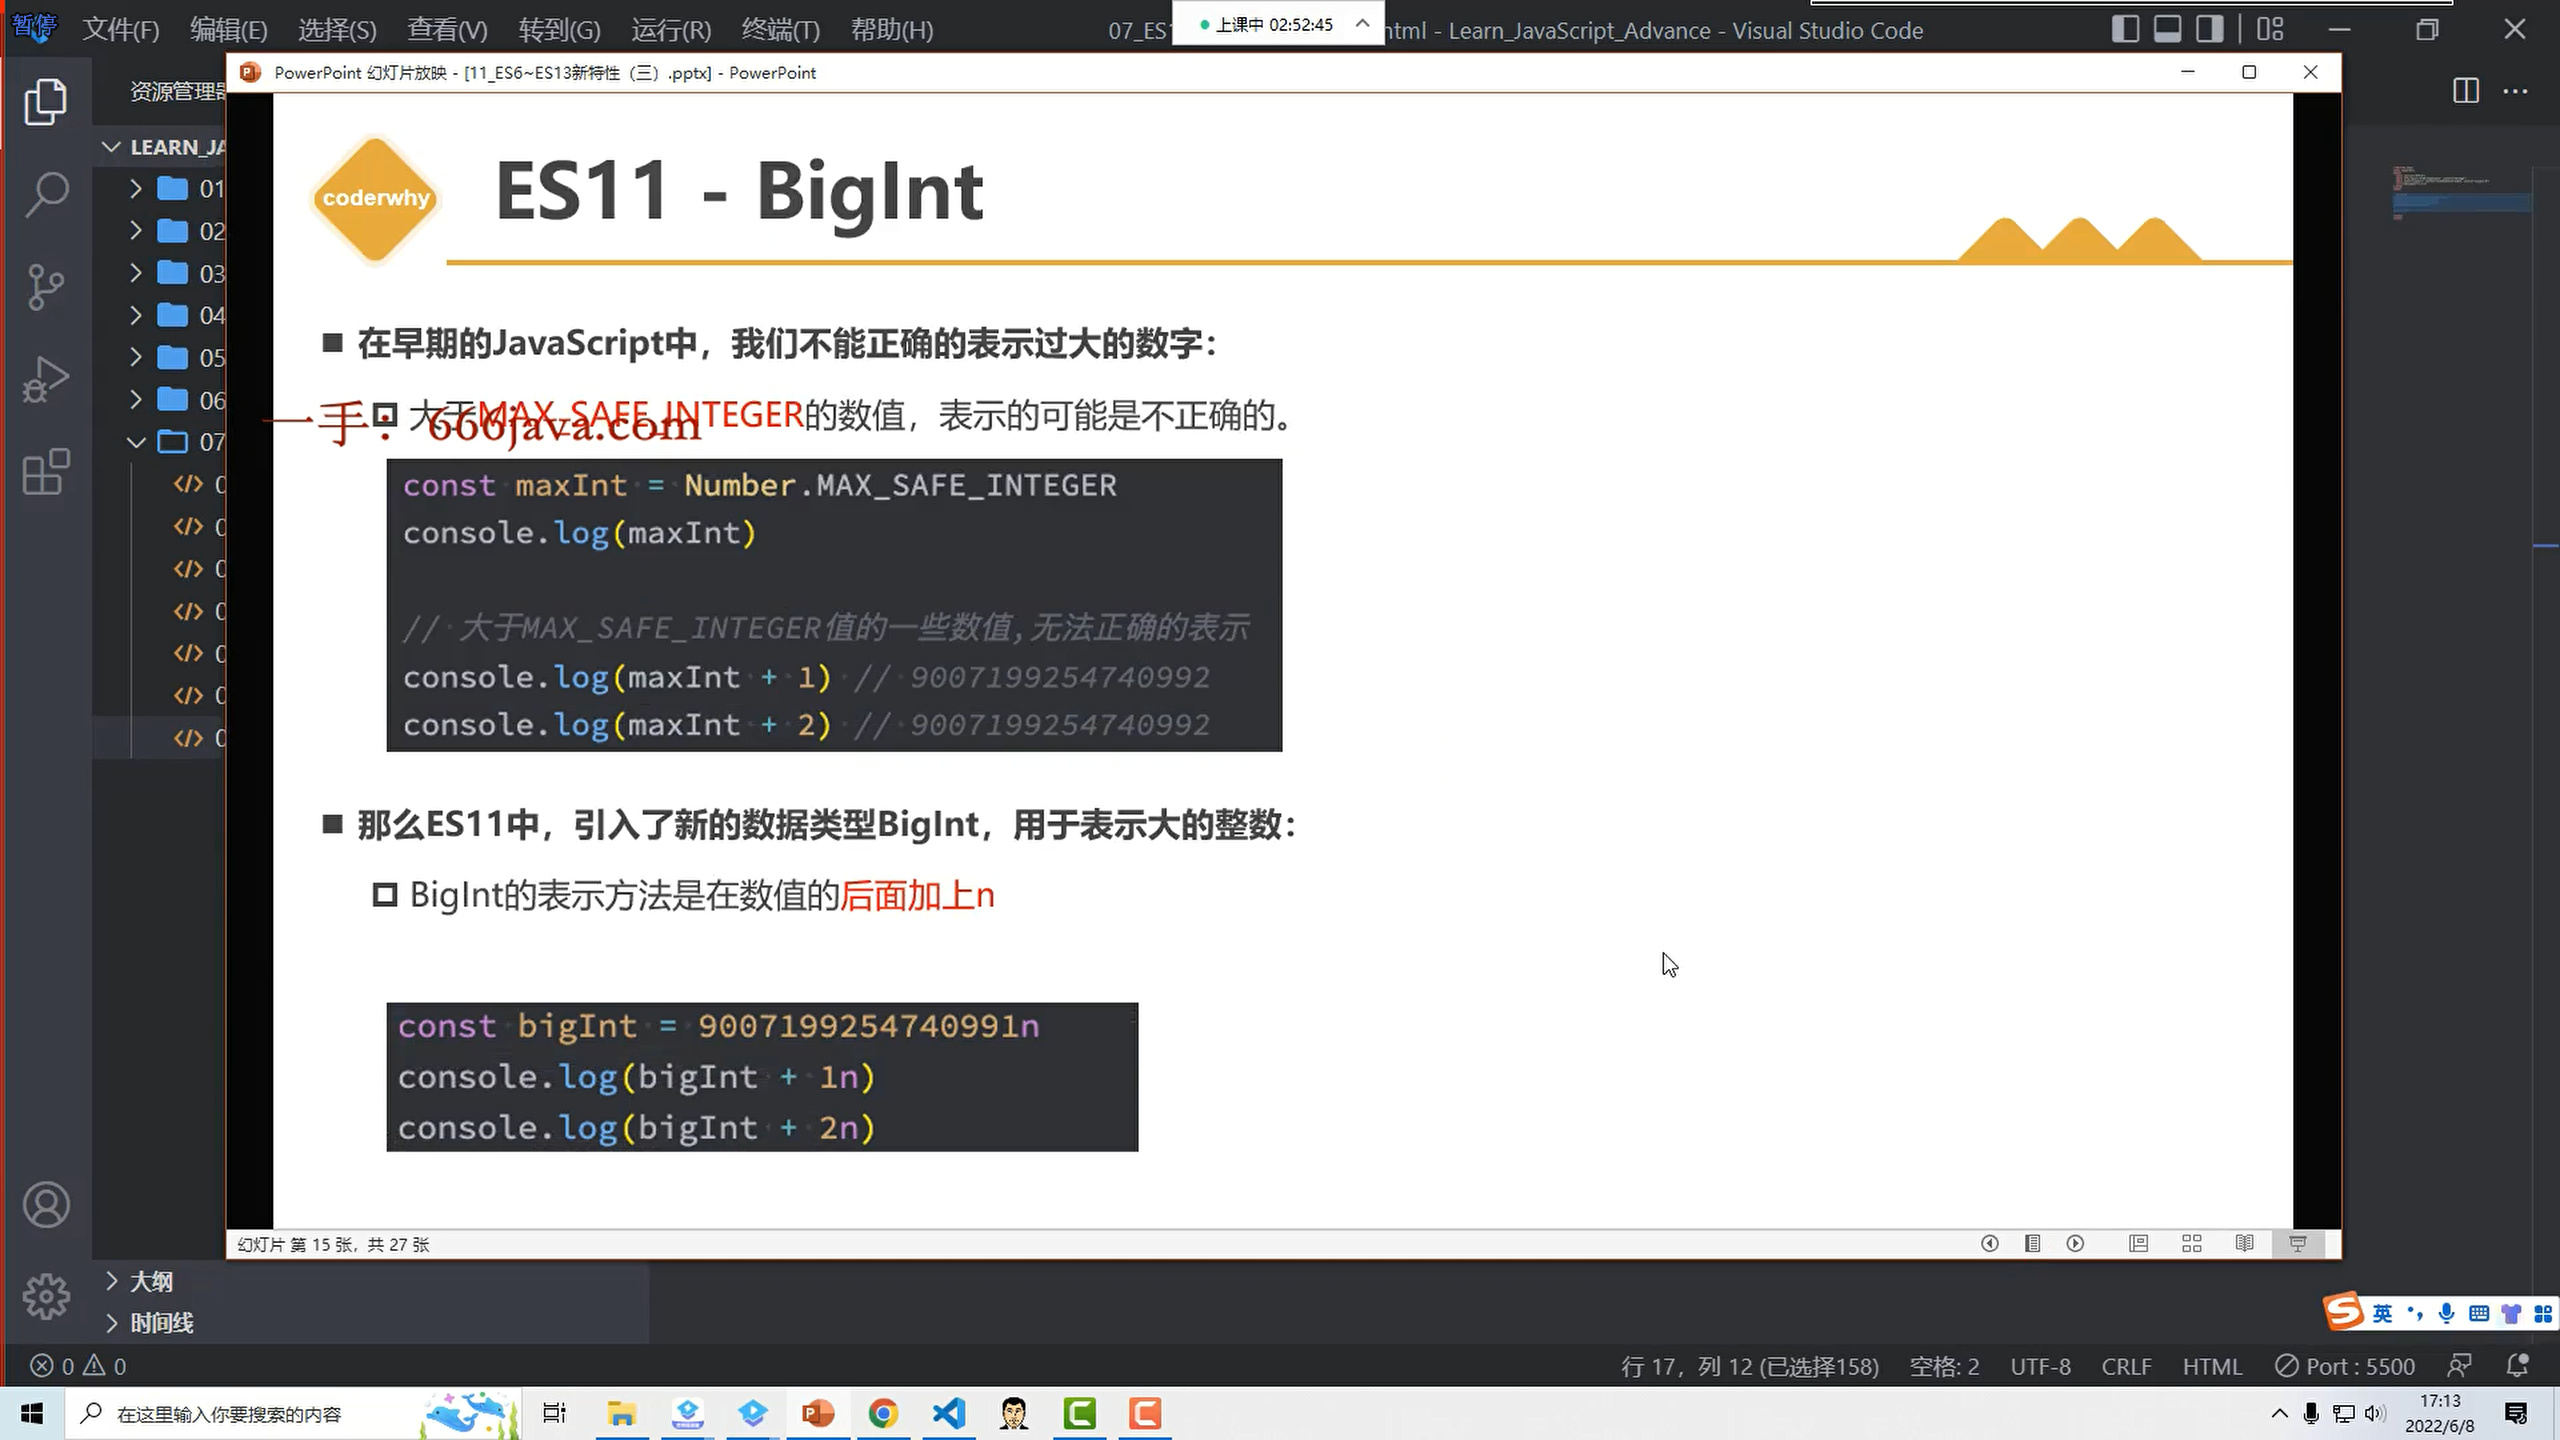 暂停
文件(F) 编辑(E) 选择(S) 查看(V) 转到(G) 运行(R) 终端(T) 帮助(H)
07_ES1
上课中 02:52:45
html - Learn_JavaScript_Advance - Visual Studio Code
资源管理器
PowerPoint 幻灯片放映 - [11_ES6~ES13新特性（三）.pptx] - PowerPoint
LEARN_JA
01
02
03
04
05
06
07
0
0
0
0
0
0
0
coderwhy
ES11 - BigInt
在早期的JavaScript中，我们不能正确的表示过大的数字：
大于MAX_SAFE_INTEGER的数值，表示的可能是不正确的。
一手：666java.com
const maxInt = Number.MAX_SAFE_INTEGER
console.log(maxInt)
// 大于MAX_SAFE_INTEGER值的一些数值,无法正确的表示
console.log(maxInt + 1) // 9007199254740992
console.log(maxInt + 2) // 9007199254740992
那么ES11中，引入了新的数据类型BigInt，用于表示大的整数：
BigInt的表示方法是在数值的后面加上n
const bigInt = 9007199254740991n
console.log(bigInt + 1n)
console.log(bigInt + 2n)
幻灯片 第 15 张，共 27 张
大纲
时间线
英
0 0
行 17，列 12 (已选择158) 空格: 2 UTF-8 CRLF HTML Port : 5500
在这里输入你要搜索的内容
17:13
2022/6/8